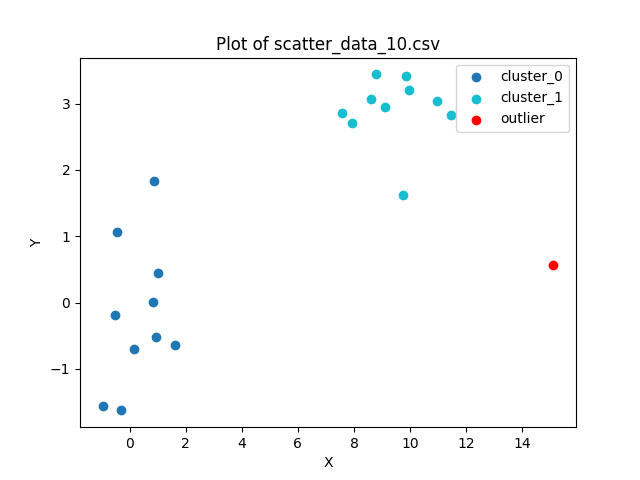 Plot of scatter_data_10.csv
cluster_0
cluster_1
outlier
3
2
1
0
−1
Y
0 2 4 6 8 10 12 14
X